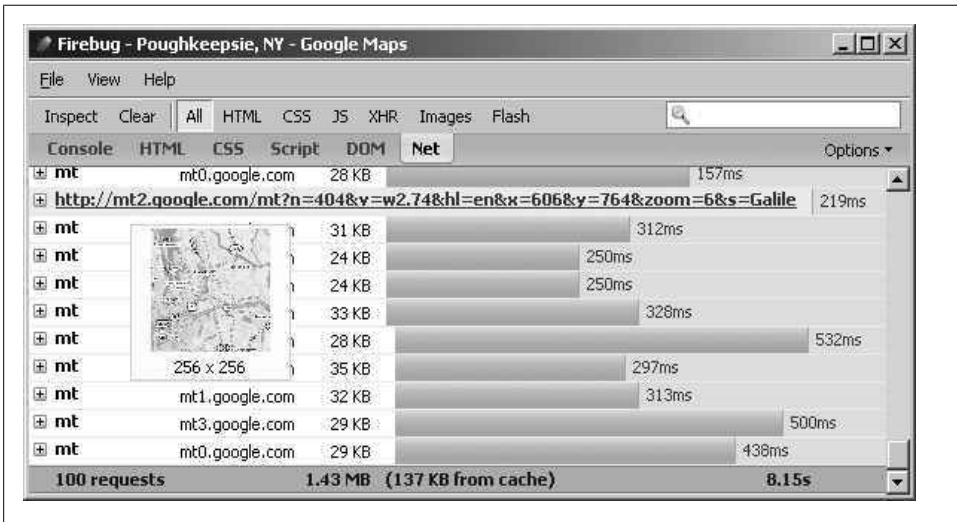 Firebug - Poughkeepsie, NY - Google Maps
File View Help
Inspect Clear All HTML CSS JS XHR Images Flash
Console HTML CSS Script DOM Net Options
mt mt0.google.com 28 KB 157ms
http://mt2.google.com/mt?n=404&v=w2.74&hl=en&x=606&y=764&zoom=6&s=Galile 219ms
mt 31 KB 312ms
mt 24 KB 250ms
mt 24 KB 250ms
mt 33 KB 328ms
mt 28 KB 532ms
mt 256 x 256 35 KB 297ms
mt mt1.google.com 32 KB 313ms
mt mt3.google.com 29 KB 500ms
mt mt0.google.com 29 KB 438ms
100 requests 1.43 MB (137 KB from cache) 8.15s